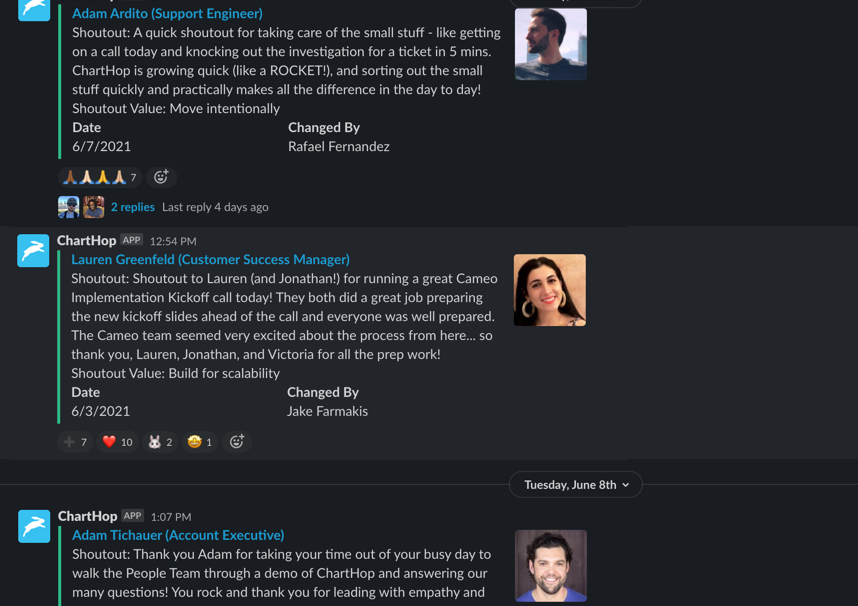 Adam Ardito (Support Engineer)
Shoutout: A quick shoutout for taking care of the small stuff - like getting
on a call today and knocking out the investigation for a ticket in 5 mins.
ChartHop is growing quick (like a ROCKET!), and sorting out the small
stuff quickly and practically makes all the difference in the day to day!
Shoutout Value: Move intentionally
Date Changed By
6/7/2021 Rafael Fernandez
7
2 replies Last reply 4 days ago
ChartHop APP 12:54 PM
Lauren Greenfeld (Customer Success Manager)
Shoutout: Shoutout to Lauren (and Jonathan!) for running a great Cameo
Implementation Kickoff call today! They both did a great job preparing
the new kickoff slides ahead of the call and everyone was well prepared.
The Cameo team seemed very excited about the process from here... so
thank you, Lauren, Jonathan, and Victoria for all the prep work!
Shoutout Value: Build for scalability
Date Changed By
6/3/2021 Jake Farmakis
7 10 2 1
Tuesday, June 8th
ChartHop APP 1:07 PM
Adam Tichauer (Account Executive)
Shoutout: Thank you Adam for taking your time out of your busy day to
walk the People Team through a demo of ChartHop and answering our
many questions! You rock and thank you for leading with empathy and